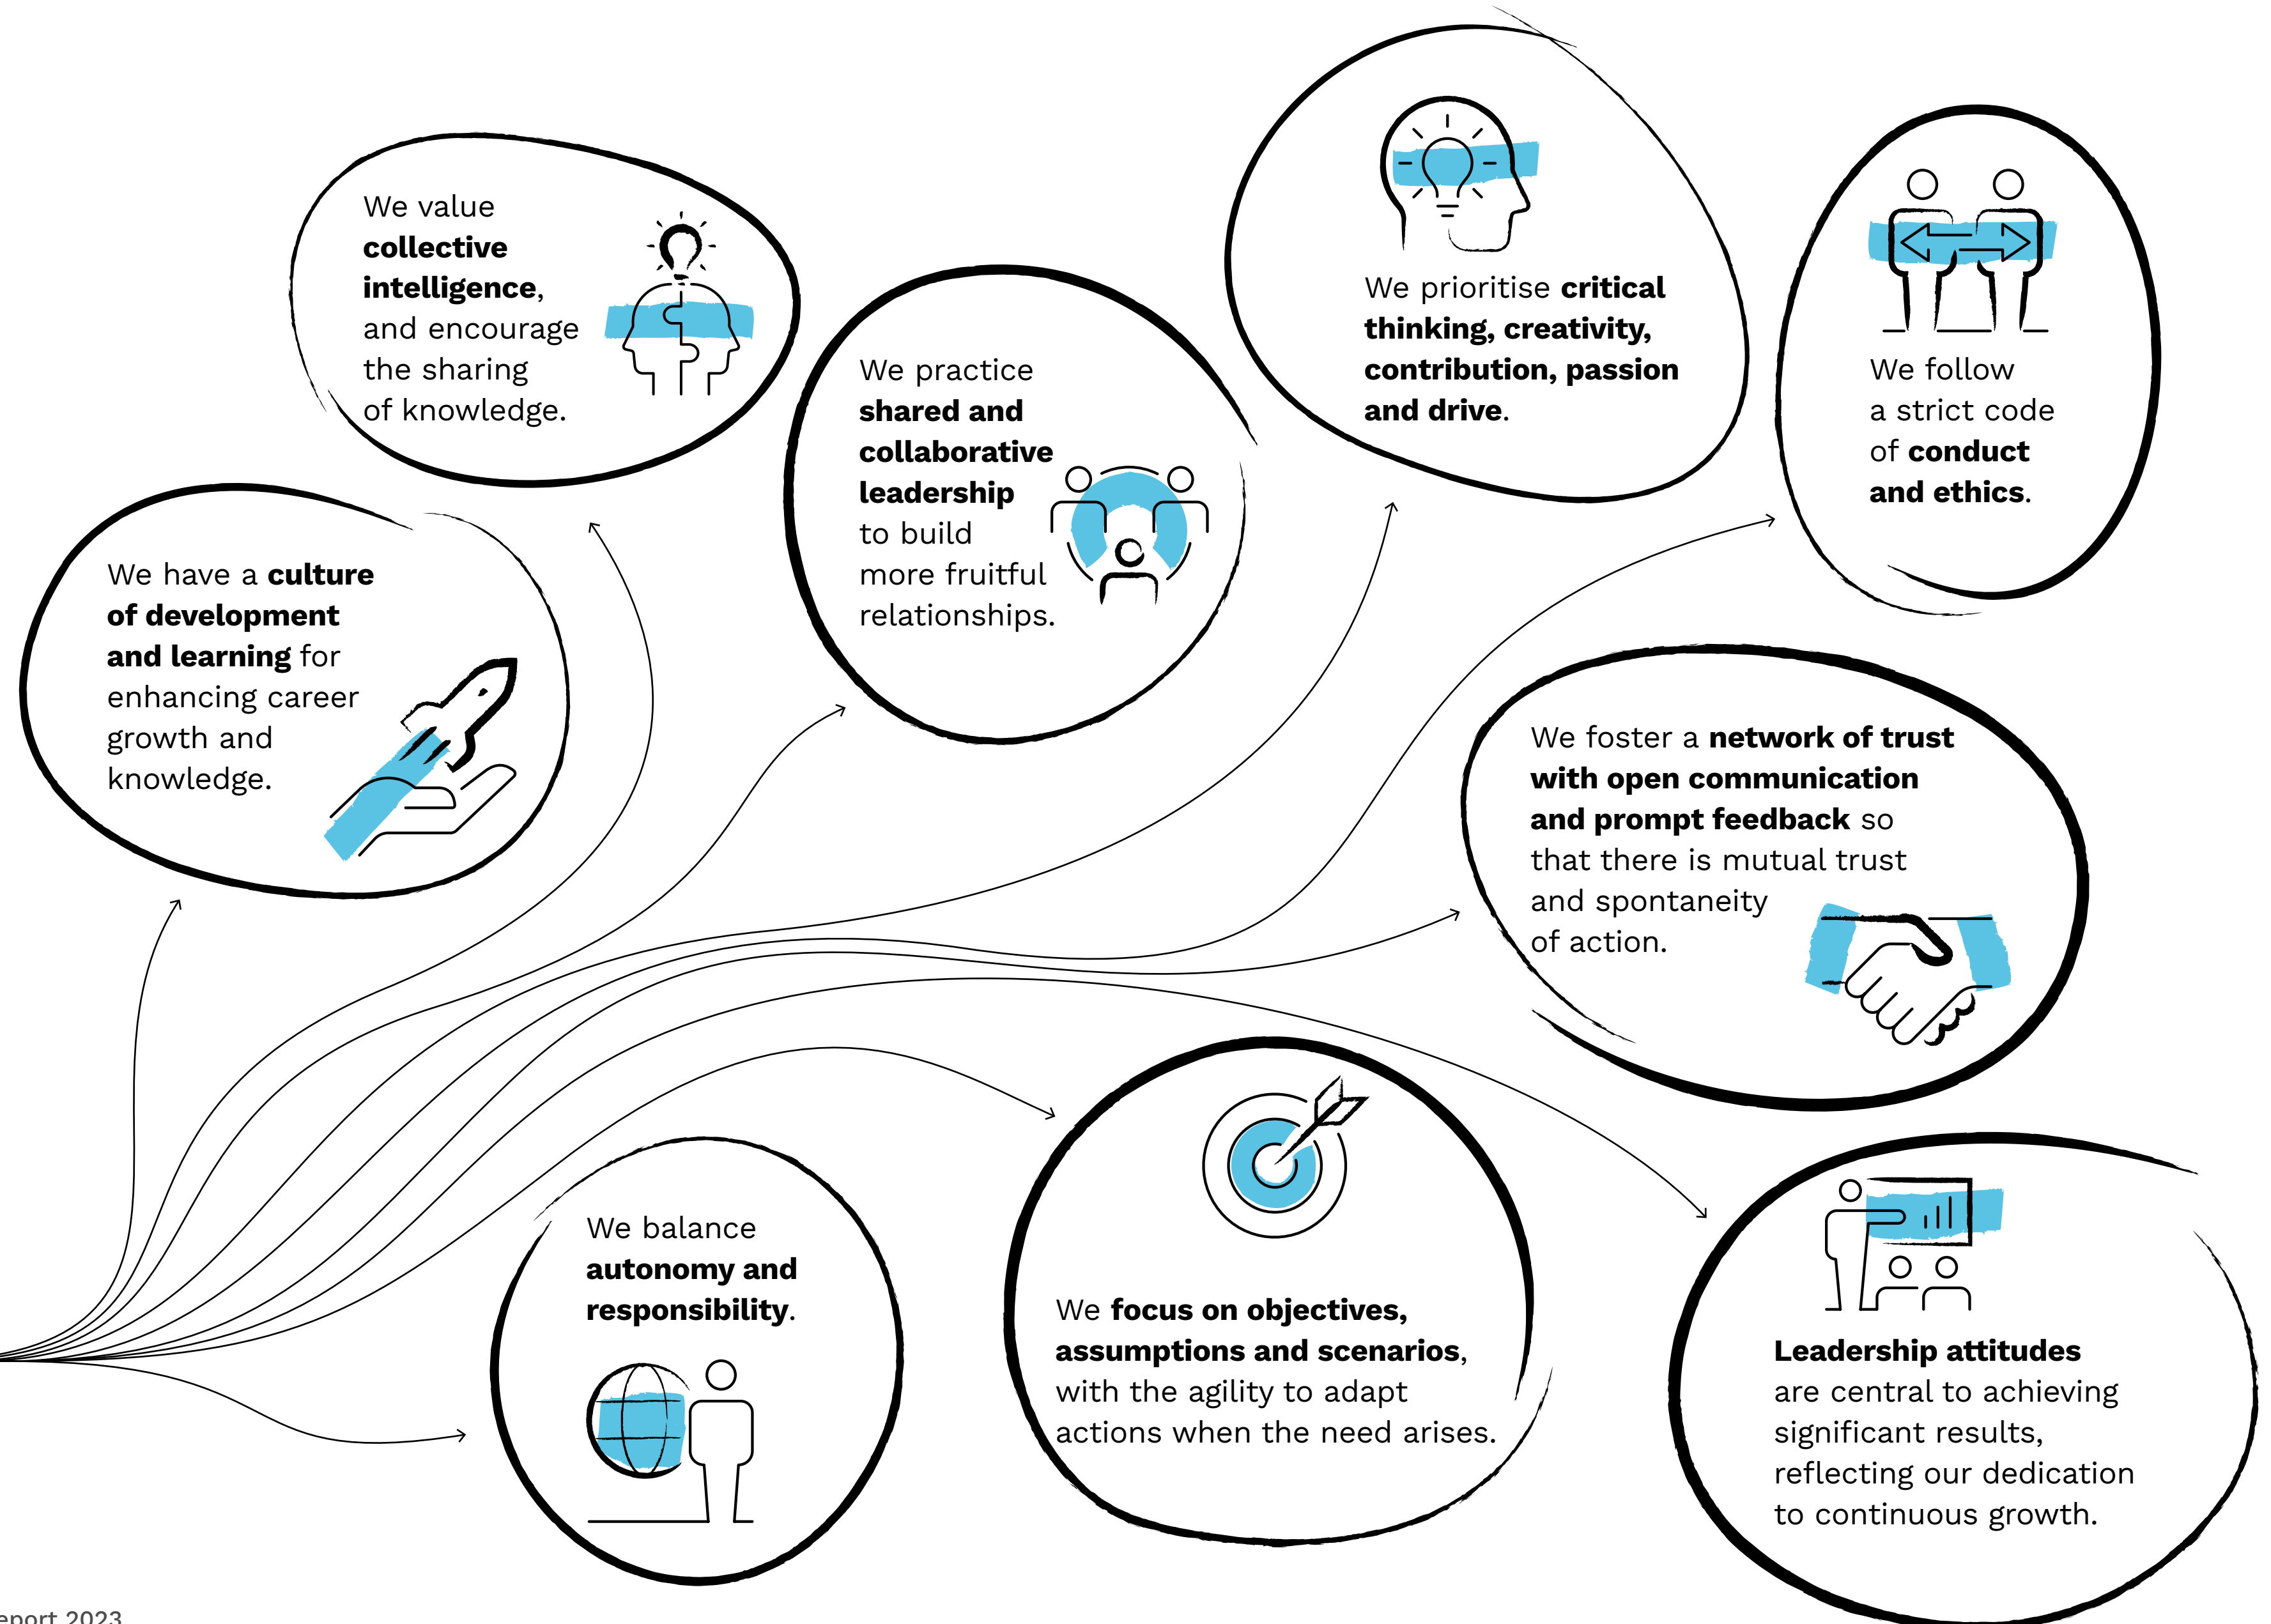 We value
collective
intelligence,
and encourage
the sharing
of knowledge.
We practice
shared and
collaborative
leadership
to build
more fruitful
relationships.
We prioritise critical
thinking, creativity,
contribution, passion
and drive.
We follow
a strict code
of conduct
and ethics.
We have a culture
of development
and learning for
enhancing career
growth and
knowledge.
We foster a network of trust
with open communication
and prompt feedback so
that there is mutual trust
and spontaneity
of action.
We balance
autonomy and
responsibility.
We focus on objectives,
assumptions and scenarios,
with the agility to adapt
actions when the need arises.
Leadership attitudes
are central to achieving
significant results,
reflecting our dedication
to continuous growth.
2023